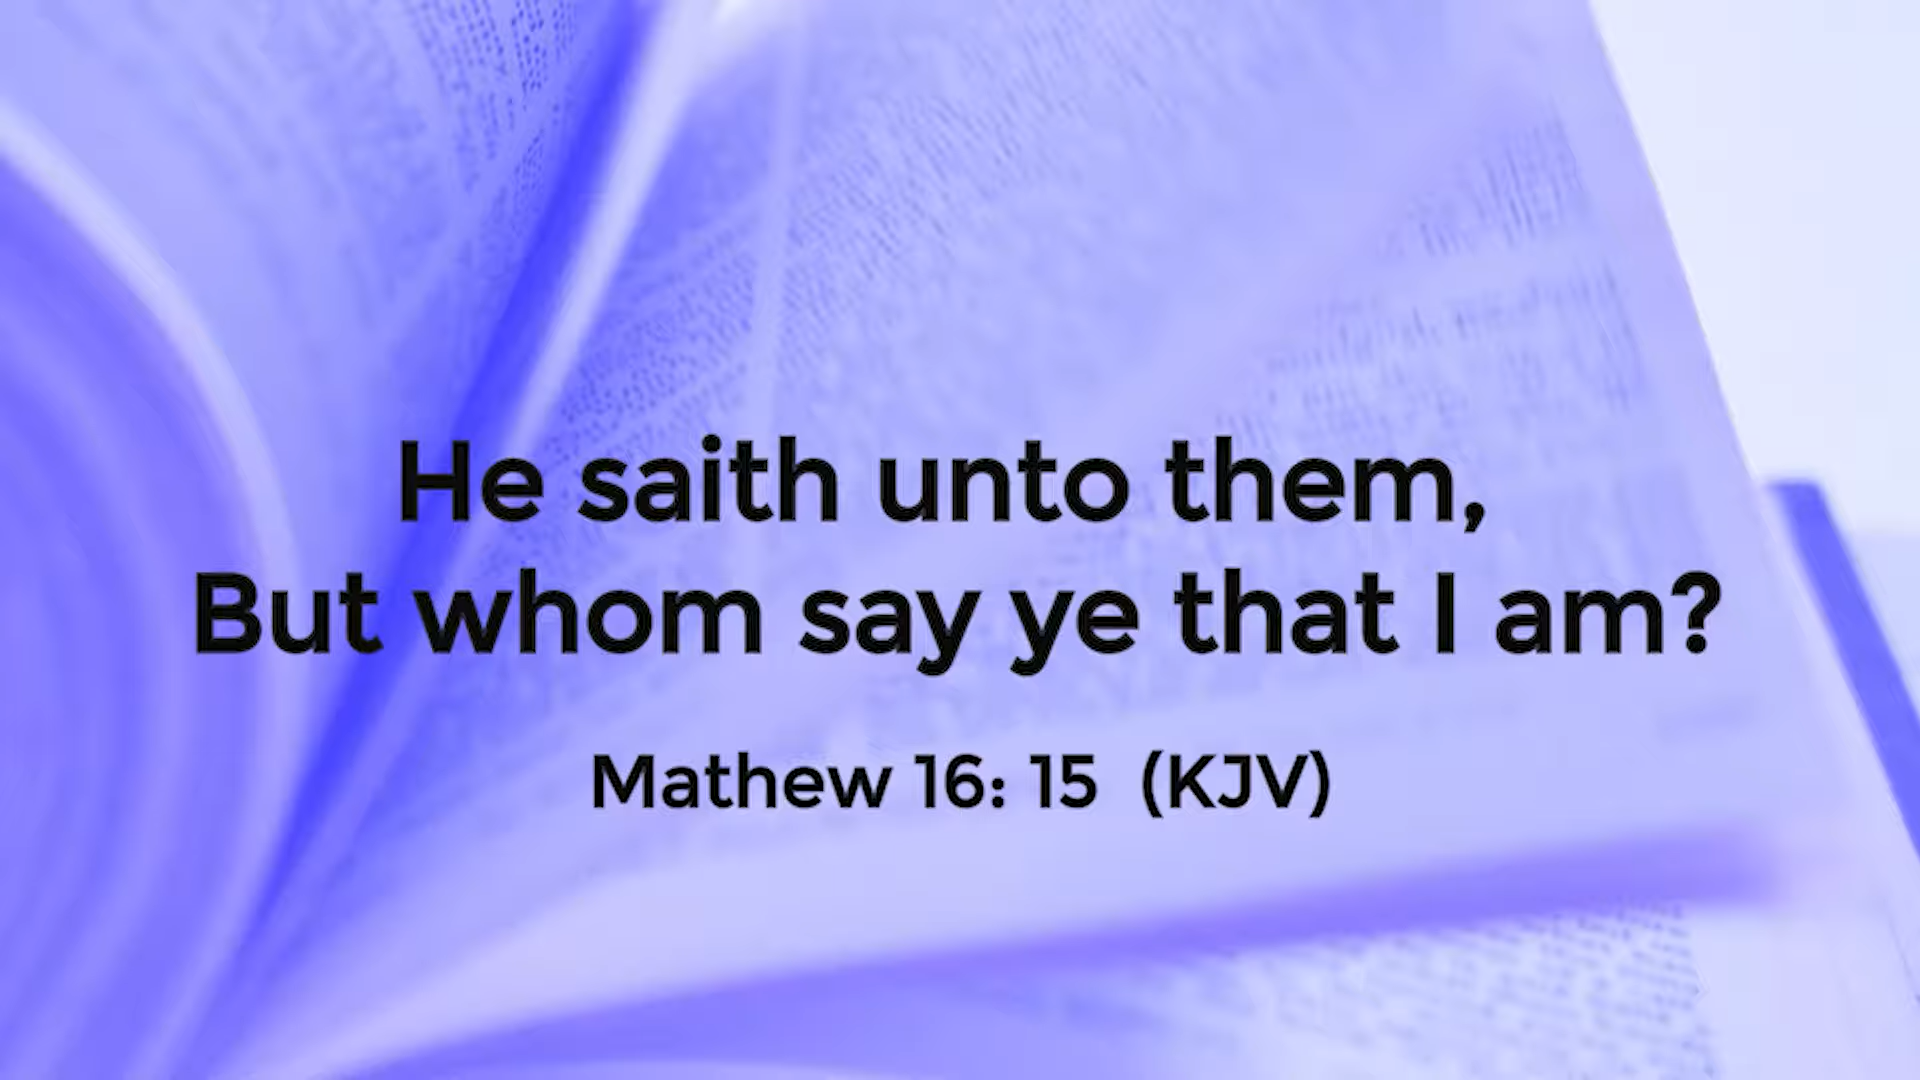 He saith unto them,
But whom say ye that I am?
Mathew 16: 15 (KJV)